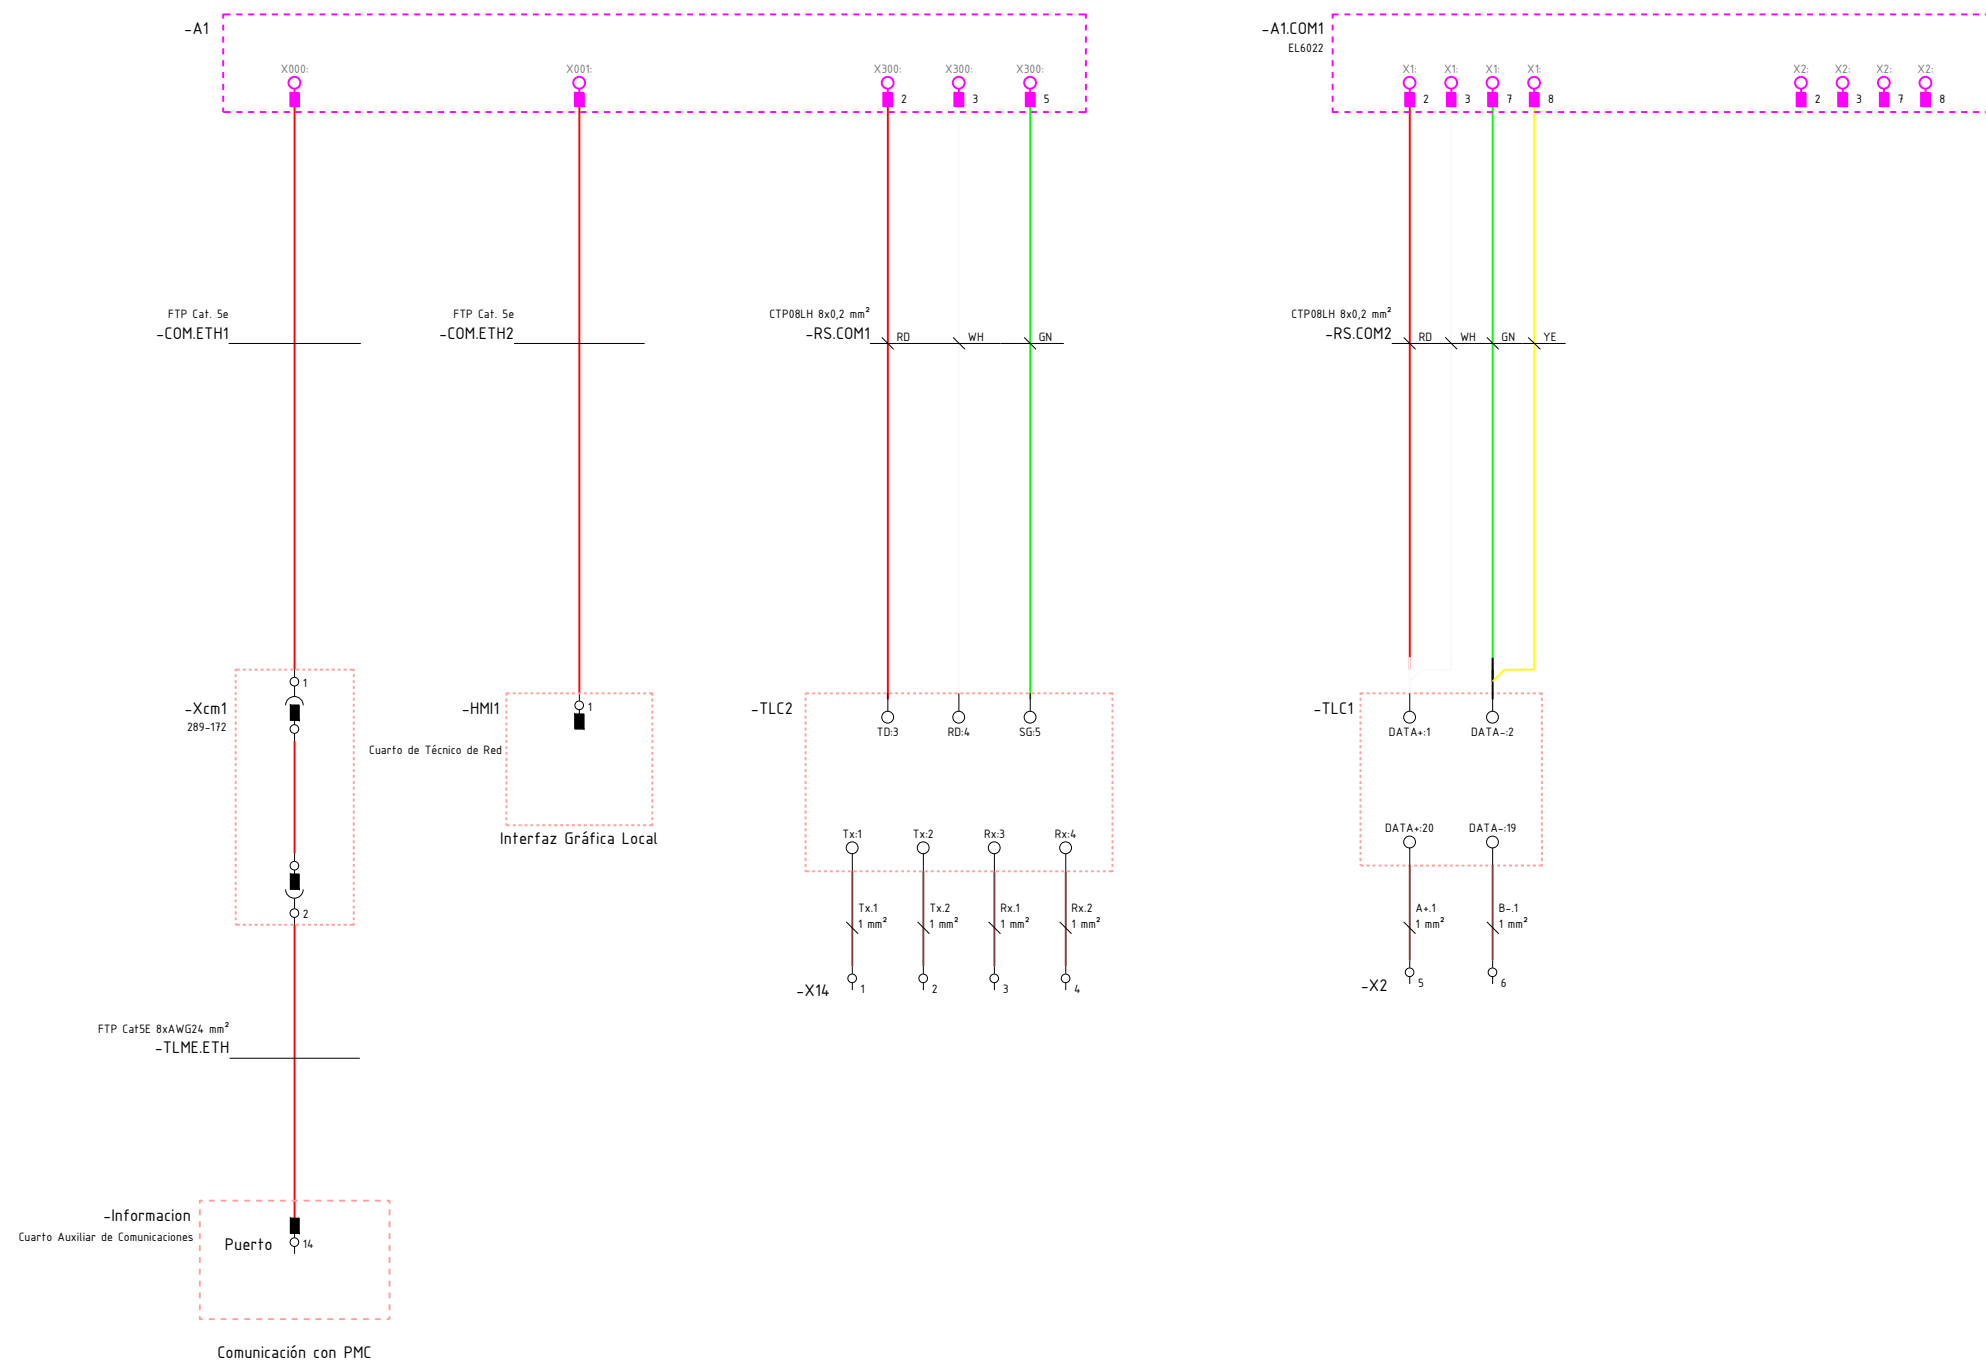 -A1
-A1.COM1
EL6022
X000:
X001:
X300:
X300:
X300:
X1:
X1:
X1:
X1:
X2:
X2:
X2:
X2:
2
3
5
2
3
7
8
2
3
7
8
FTP Cat. 5e
-COM.ETH1
FTP Cat. 5e
-COM.ETH2
CTP08LH 8x0,2 mm²
-RS.COM1
RD
WH
GN
CTP08LH 8x0,2 mm²
-RS.COM2
RD
WH
GN
YE
1
-Xcm1
289-172
2
-HMI1
1
Cuarto de Técnico de Red
Interfaz Gráfica Local
-TLC2
TD:3
RD:4
SG:5
Tx:1
Tx:2
Rx:3
Rx:4
Tx.1
1 mm²
Tx.2
1 mm²
Rx.1
1 mm²
Rx.2
1 mm²
-X14
1
2
3
4
-TLC1
DATA+:1
DATA-:2
DATA+:20
DATA-:19
A+.1
1 mm²
B-.1
1 mm²
-X2
5
6
FTP Cat5E 8xAWG24 mm²
-TLME.ETH
-Informacion
Cuarto Auxiliar de Comunicaciones
Puerto
14
Comunicación con PMC